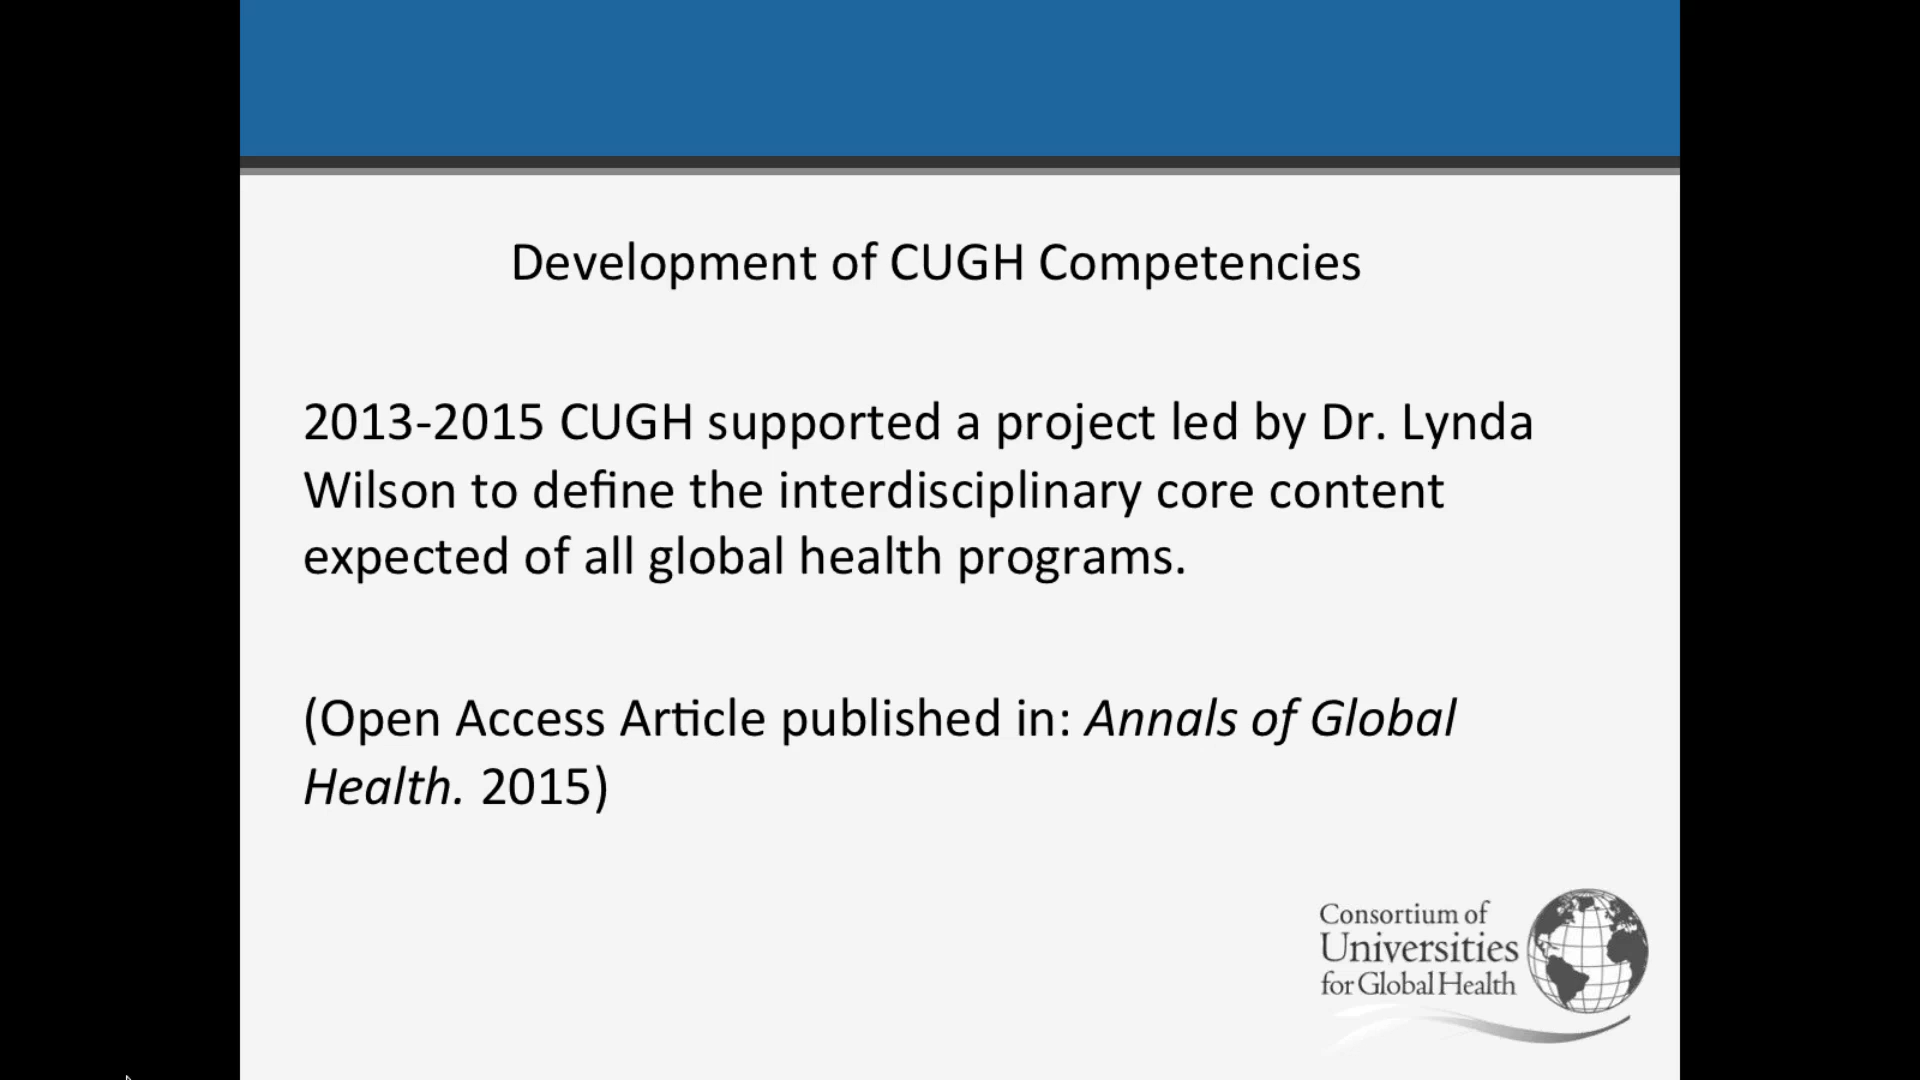 Development of CUGH Competencies
2013-2015 CUGH supported a project led by Dr. Lynda
Wilson to define the interdisciplinary core content
expected of all global health programs.
(Open Access Article published in: Annals of Global
Health. 2015)
Consortium of
Universities
for Global Health